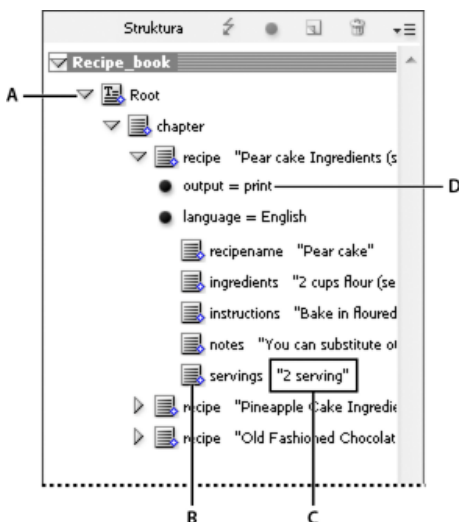 Struktura
Recipe_book
A
Root
chapter
recipe "Pear cake Ingredients (s
output = print
D
language = English
recipename "Pear cake"
ingredients "2 cups flour (se
instructions "Bake in floured
notes "You can substitute ot
servings "2 serving"
recipe "Pineapple Cake Ingredie
recipe "Old Fashioned Chocolat
B
C